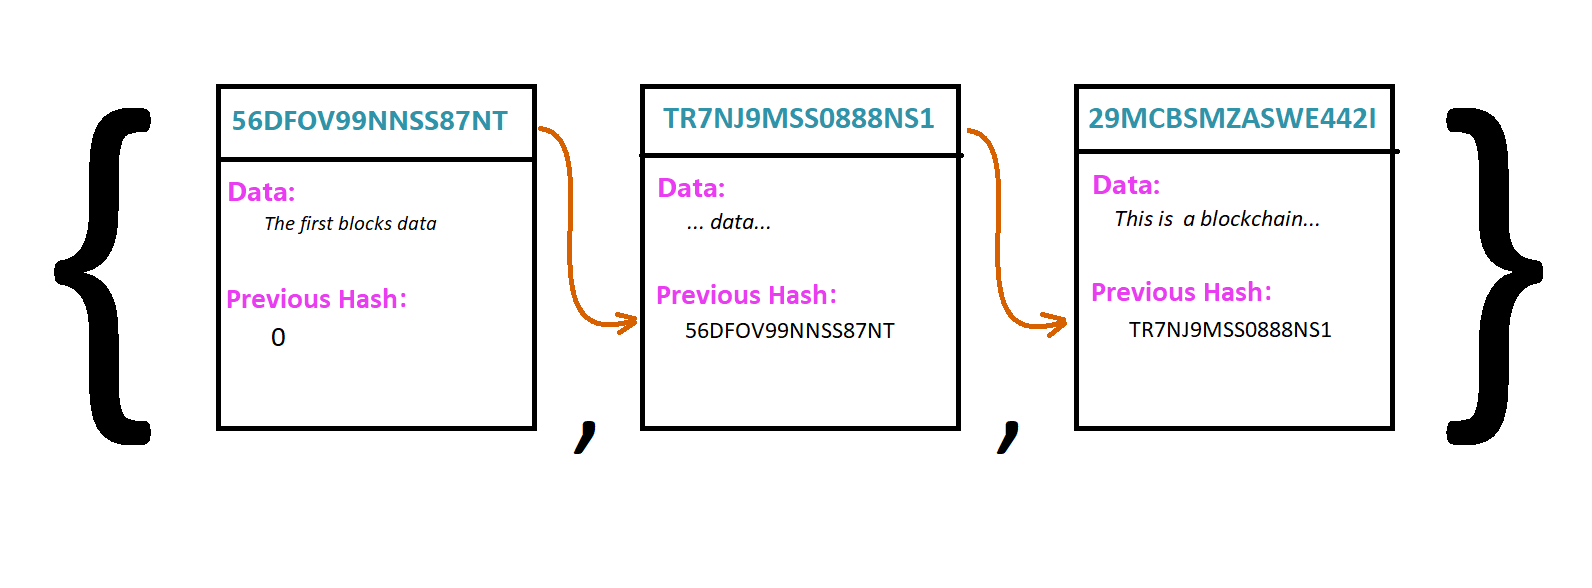 {
56DFOV99NNSS87NT
Data:
The first blocks data
Previous Hash:
0
,
TR7NJ9MSS0888NS1
Data:
... data...
Previous Hash:
56DFOV99NNSS87NT
,
29MCBSMZASWE442I
Data:
This is a blockchain...
Previous Hash:
TR7NJ9MSS0888NS1
}